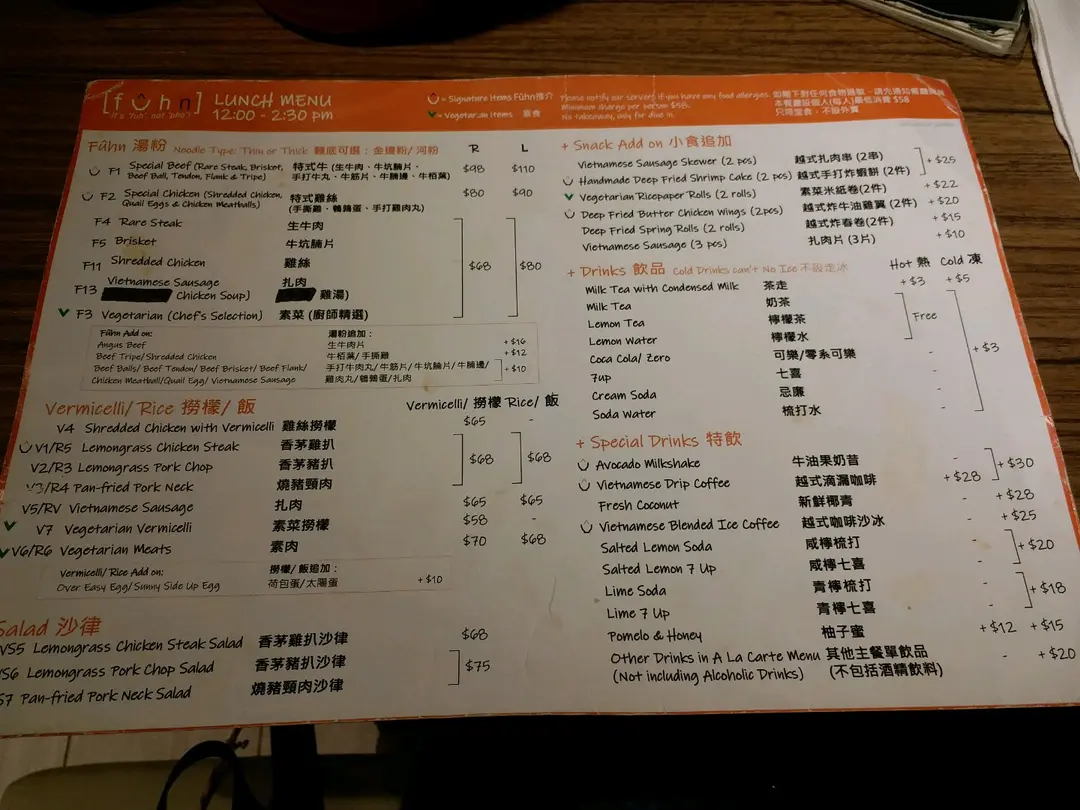 [fûhn] LUNCH MENU
it's 'fun', not 'pho'? 12:00 - 2:30 pm
= Signature Items Fûhn推介
= Vegetarian Items 素食
Please notify our servers if you have any food allergies.
Minimum charge per person $58.
No takeaway, only for dine in.
如閣下對任何食物過敏，請先通知餐廳
本餐廳設個人(每人)最低消費 $58
只限堂食，不設外賣
Fûhn 湯粉 Noodle Type: Thin or Thick 麵底可選：金邊粉/ 河粉 R L
F1 Special Beef (Rare Steak, Brisket, Beef Ball, Tendon, Flank & Tripe) 特式牛 (生牛肉、牛坑腩片、手打牛丸、牛筋片、牛腩邊、牛栢葉) $98 $110
F2 Special Chicken (Shredded Chicken, Quail Eggs & Chicken Meatballs) 特式雞絲 (手撕雞、鵪鶉蛋、手打雞肉丸) $80 $90
F4 Rare Steak 生牛肉
F5 Brisket 牛坑腩片
F11 Shredded Chicken 雞絲 $68 $80
F13 Vietnamese Sausage 扎肉
Chicken Soup) 雞湯)
F3 Vegetarian (Chef's Selection) 素菜 (廚師精選)
Fûhn Add on: 湯粉追加：
Angus Beef 生牛肉片 + $16
Beef Tripe/Shredded Chicken 牛栢葉/ 手撕雞 + $12
Beef Balls/ Beef Tendon/ Beef Brisket/ Beef Flank/ 手打牛肉丸/ 牛筋片/ 牛坑腩片/ 牛腩邊/ + $10
Chicken Meatball/Quail Egg/ Vietnamese Sausage 雞肉丸/ 鵪鶉蛋/ 扎肉
Vermicelli/ Rice 撈檬/ 飯 Vermicelli/ 撈檬 Rice/ 飯
V4 Shredded Chicken with Vermicelli 雞絲撈檬 $65 -
V1/R5 Lemongrass Chicken Steak 香茅雞扒
V2/R3 Lemongrass Pork Chop 香茅豬扒 $68 $68
V3/R4 Pan-fried Pork Neck 燒豬頸肉
V5/RV Vietnamese Sausage 扎肉 $65 $65
V7 Vegetarian Vermicelli 素菜撈檬 $58 -
V6/R6 Vegetarian Meats 素肉 $70 $68
Vermicelli/Rice Add on: 撈檬/ 飯追加：
Over Easy Egg/ Sunny Side Up Egg 荷包蛋/ 太陽蛋 + $10
Salad 沙律
VS5 Lemongrass Chicken Steak Salad 香茅雞扒沙律 $68
S6 Lemongrass Pork Chop Salad 香茅豬扒沙律 $75
S7 Pan-fried Pork Neck Salad 燒豬頸肉沙律
+ Snack Add on 小食追加
Vietnamese Sausage Skewer (2 pcs) 越式扎肉串 (2串) + $25
Handmade Deep Fried Shrimp Cake (2 pcs) 越式手打炸蝦餅 (2件)
Vegetarian Ricepaper Rolls (2 rolls) 素菜米紙卷(2件) + $22
Deep Fried Butter Chicken Wings (2pcs) 越式炸牛油雞翼 (2件) + $20
Deep Fried Spring Rolls (2 rolls) 越式炸春卷(2件) + $15
Vietnamese Sausage (3 pcs) 扎肉片 (3片) + $10
+ Drinks 飲品 Cold Drinks can't No Ice 不設走冰 Hot 熱 Cold 凍
Milk Tea with Condensed Milk 茶走 + $3 + $5
Milk Tea 奶茶
Lemon Tea 檸檬茶 Free
Lemon Water 檸檬水
Coca Cola/ Zero 可樂/零系可樂 - + $3
7up 七喜 -
Cream Soda 忌廉 -
Soda Water 梳打水 -
+ Special Drinks 特飲
Avocado Milkshake 牛油果奶昔 - + $30
Vietnamese Drip Coffee 越式滴漏咖啡 + $28
Fresh Coconut 新鮮椰青 - + $28
Vietnamese Blended Ice Coffee 越式咖啡沙冰 - + $25
Salted Lemon Soda 咸檸梳打 - + $20
Salted Lemon 7 Up 咸檸七喜 -
Lime Soda 青檸梳打 - + $18
Lime 7 Up 青檸七喜 -
Pomelo & Honey 柚子蜜 + $12 + $15
Other Drinks in A La Carte Menu 其他主餐單飲品 - + $20
(Not including Alcoholic Drinks) (不包括酒精飲料)